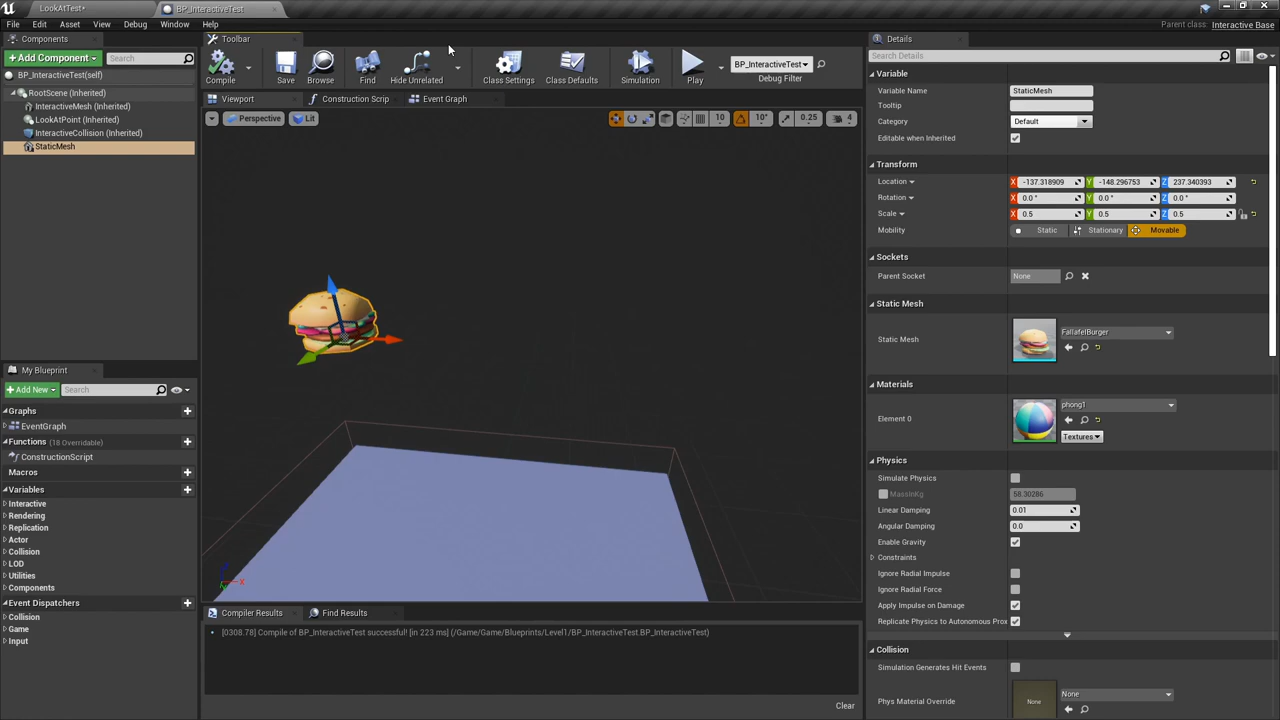 LookAtTest*
BP_InteractiveTest
File Edit Asset View Debug Window Help
Parent class: Interactive Base
Components
+Add Component
Search
BP_InteractiveTest(self)
RootScene (Inherited)
InteractiveMesh (Inherited)
LookAtPoint (Inherited)
InteractiveCollision (Inherited)
StaticMesh
My Blueprint
+Add New
Search
Graphs
EventGraph
Functions (18 Overridable)
ConstructionScript
Macros
Variables
Interactive
Rendering
Replication
Actor
Collision
LOD
Utilities
Components
Event Dispatchers
Collision
Game
Input
Toolbar
Compile
Save
Browse
Find
Hide Unrelated
Class Settings
Class Defaults
Simulation
Play
BP_InteractiveTest
Debug Filter
Viewport
Construction Scrip
Event Graph
Perspective
Lit
10
10°
0.25
4
X
Compiler Results
Find Results
[0308.78] Compile of BP_InteractiveTest successful! [in 223 ms] (/Game/Game/Blueprints/Level1/BP_InteractiveTest.BP_InteractiveTest)
Clear
Details
Search Details
Variable
Variable Name StaticMesh
Tooltip
Category Default
Editable when Inherited
Transform
Location X -137.318909 Y -148.296753 Z 237.340393
Rotation X 0.0 ° Y 0.0 ° Z 0.0 °
Scale X 0.5 Y 0.5 Z 0.5
Mobility Static Stationary Movable
Sockets
Parent Socket None
Static Mesh
Static Mesh FallafelBurger
Materials
Element 0 phong1
Textures
Physics
Simulate Physics
MassInKg 58.30286
Linear Damping 0.01
Angular Damping 0.0
Enable Gravity
Constraints
Ignore Radial Impulse
Ignore Radial Force
Apply Impulse on Damage
Replicate Physics to Autonomous Prox
Collision
Simulation Generates Hit Events
Phys Material Override None None